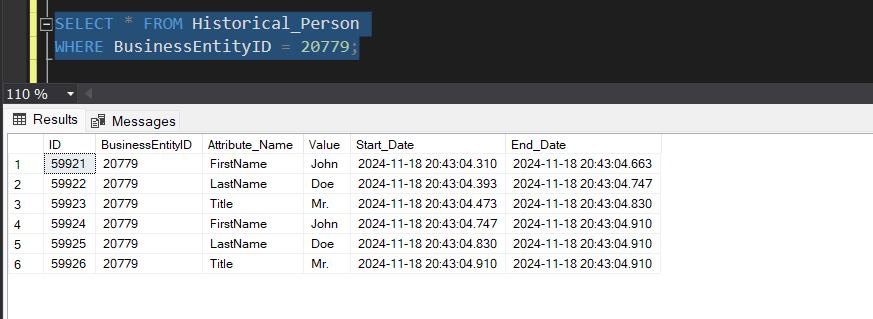 SELECT * FROM Historical_Person
WHERE BusinessEntityID = 20779;
110 %
Results Messages
ID BusinessEntityID Attribute_Name Value Start_Date End_Date
1 59921 20779 FirstName John 2024-11-18 20:43:04.310 2024-11-18 20:43:04.663
2 59922 20779 LastName Doe 2024-11-18 20:43:04.393 2024-11-18 20:43:04.747
3 59923 20779 Title Mr. 2024-11-18 20:43:04.473 2024-11-18 20:43:04.830
4 59924 20779 FirstName John 2024-11-18 20:43:04.747 2024-11-18 20:43:04.910
5 59925 20779 LastName Doe 2024-11-18 20:43:04.830 2024-11-18 20:43:04.910
6 59926 20779 Title Mr. 2024-11-18 20:43:04.910 2024-11-18 20:43:04.910